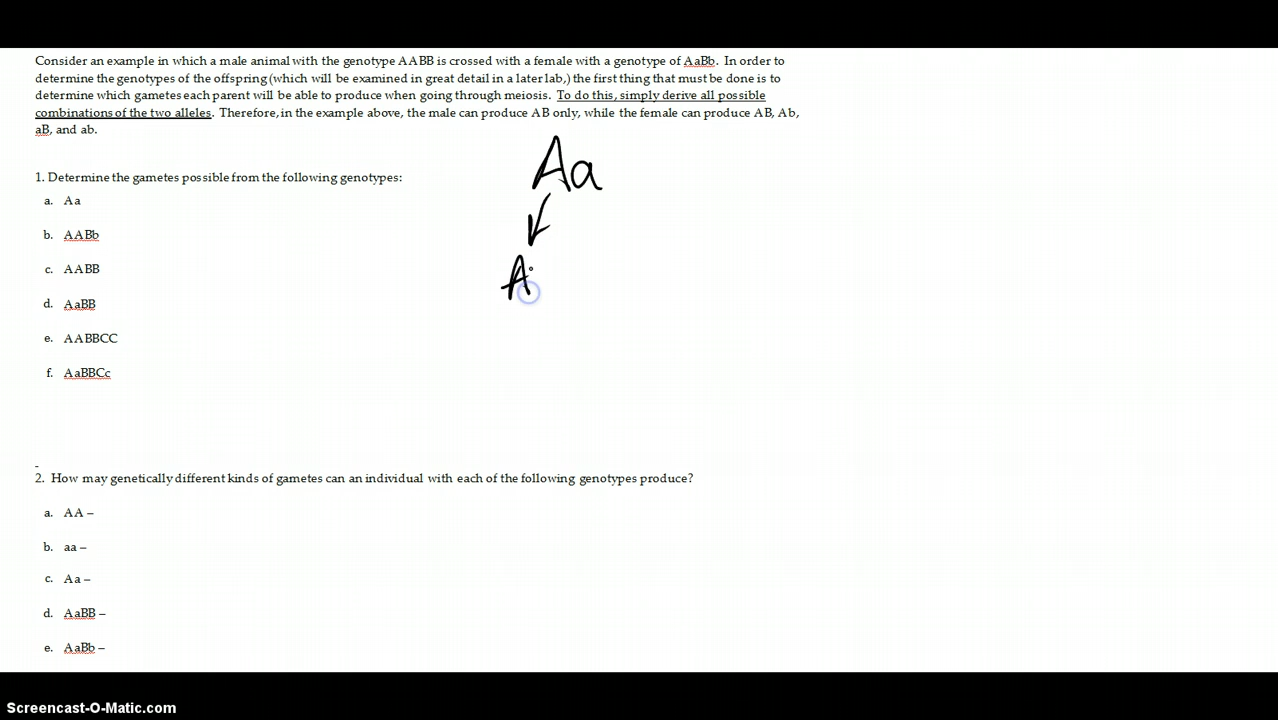 Consider an example in which a male animal with the genotype AABB is crossed with a female with a genotype of AaBb. In order to
determine the genotypes of the offspring (which will be examined in great detail in a later lab,) the first thing that must be done is to
determine which gametes each parent will be able to produce when going through meiosis. To do this, simply derive all possible
combinations of the two alleles. Therefore, in the example above, the male can produce AB only, while the female can produce AB, Ab,
aB, and ab.
Aa
1. Determine the gametes possible from the following genotypes:
a. Aa
b. AABb
A
c. AABB
d. AaBB
e. AABBCC
f. AaBBCc
2. How may genetically different kinds of gametes can an individual with each of the following genotypes produce?
a. AA –
b. aa –
c. Aa –
d. AaBB –
e. AaBb –
Screencast-O-Matic.com